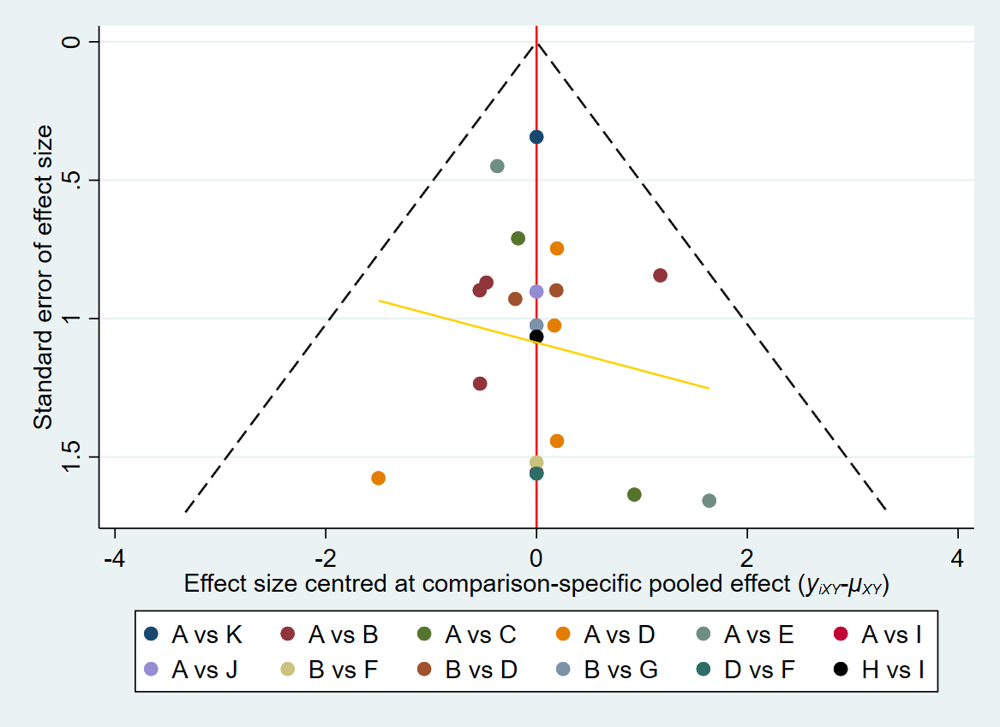 0
.5
1
1.5
Standard error of effect size
-4 -2 0 2 4
Effect size centred at comparison-specific pooled effect (yiXY-μXY)
A vs K A vs B A vs C A vs D A vs E A vs I
A vs J B vs F B vs D B vs G D vs F H vs I